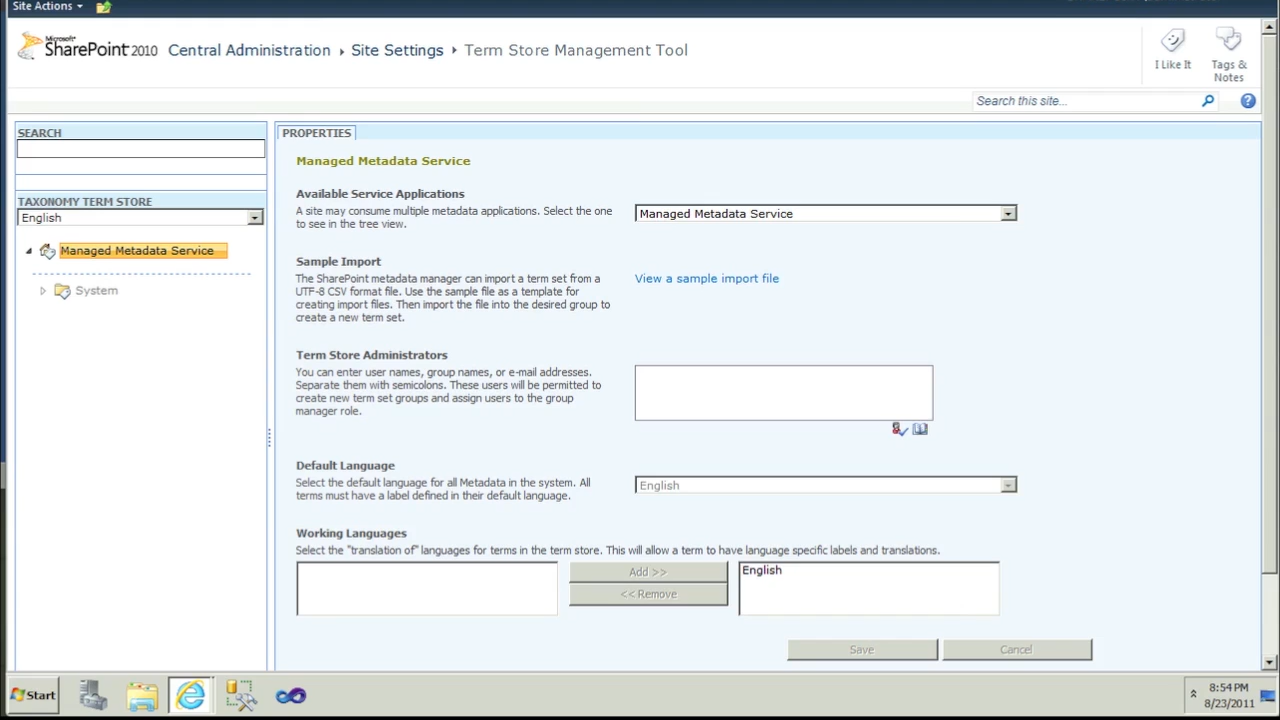 Site Actions
Microsoft
SharePoint 2010 Central Administration Site Settings Term Store Management Tool
I Like It
Tags &
Notes
Search this site...
SEARCH
TAXONOMY TERM STORE
English
Managed Metadata Service
System
PROPERTIES
Managed Metadata Service
Available Service Applications
A site may consume multiple metadata applications. Select the one
to see in the tree view.
Managed Metadata Service
Sample Import
The SharePoint metadata manager can import a term set from a
UTF-8 CSV format file. Use the sample file as a template for
creating import files. Then import the file into the desired group to
create a new term set.
View a sample import file
Term Store Administrators
You can enter user names, group names, or e-mail addresses.
Separate them with semicolons. These users will be permitted to
create new term set groups and assign users to the group
manager role.
Default Language
Select the default language for all Metadata in the system. All
terms must have a label defined in their default language.
English
Working Languages
Select the "translation of" languages for terms in the term store. This will allow a term to have language specific labels and translations.
Add >>
<< Remove
English
Save
Cancel
Start
8:54 PM
8/23/2011